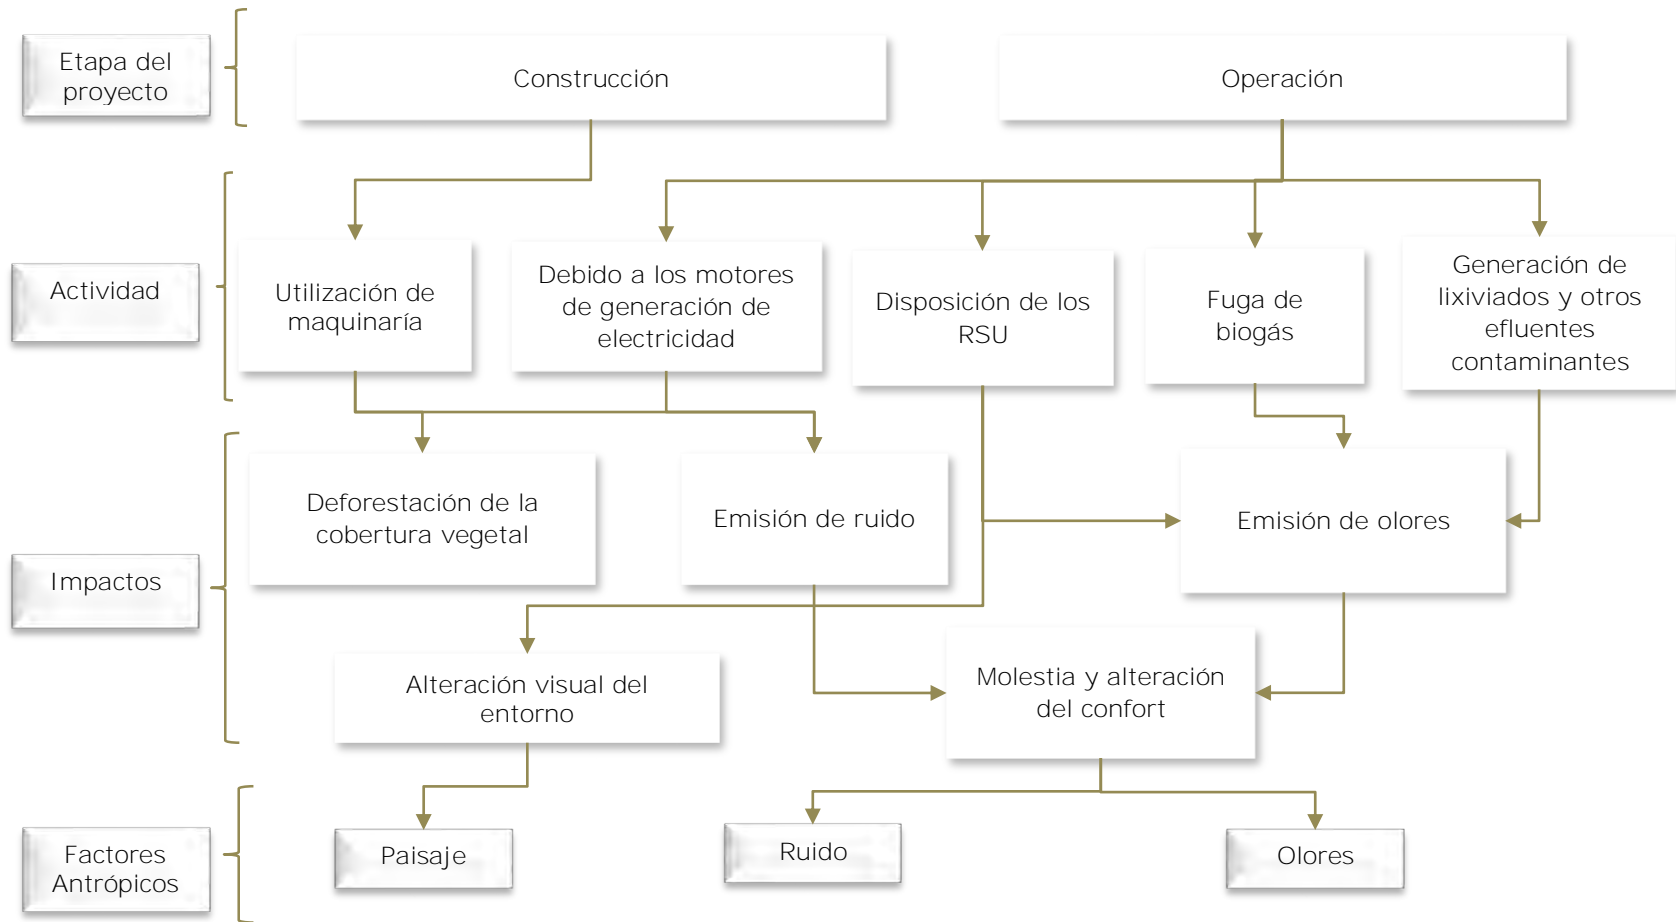 Etapa del
proyecto
Construcción
Operación
Actividad
Utilización de
maquinaría
Debido a los motores
de generación de
electricidad
Disposición de los
RSU
Fuga de
biogás
Generación de
lixiviados y otros
efluentes
contaminantes
Impactos
Deforestación de la
cobertura vegetal
Emisión de ruido
Emisión de olores
Alteración visual del
entorno
Molestia y alteración
del confort
Factores
Antrópicos
Paisaje
Ruido
Olores